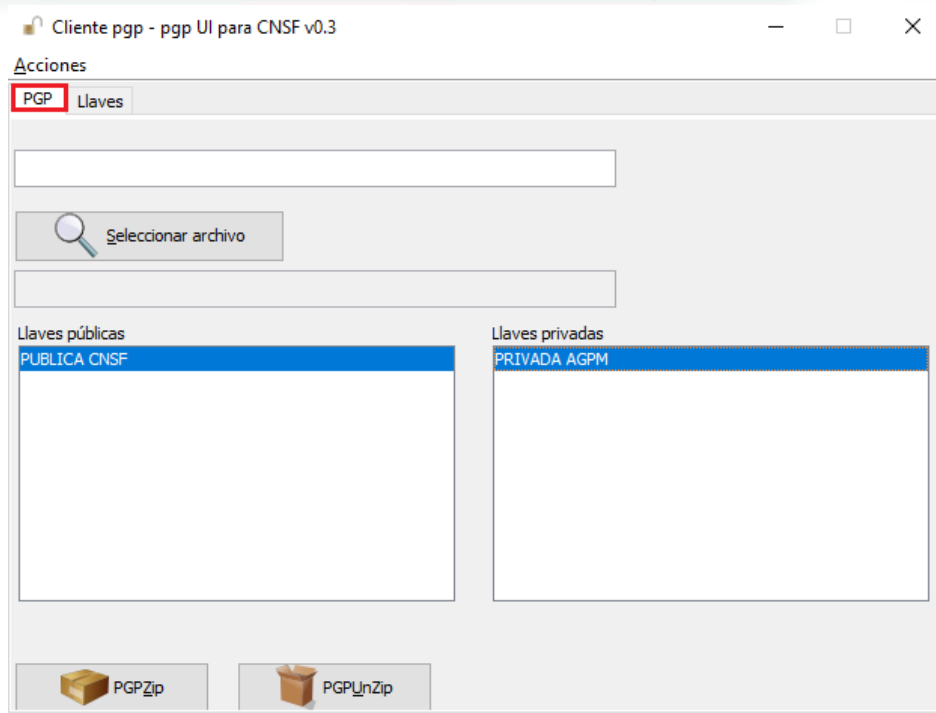 Cliente pgp - pgp UI para CNSF v0.3
Acciones
PGP Llaves
Seleccionar archivo
Llaves públicas Llaves privadas
PUBLICA CNSF PRIVADA AGPM
PGPZip PGPUnZip